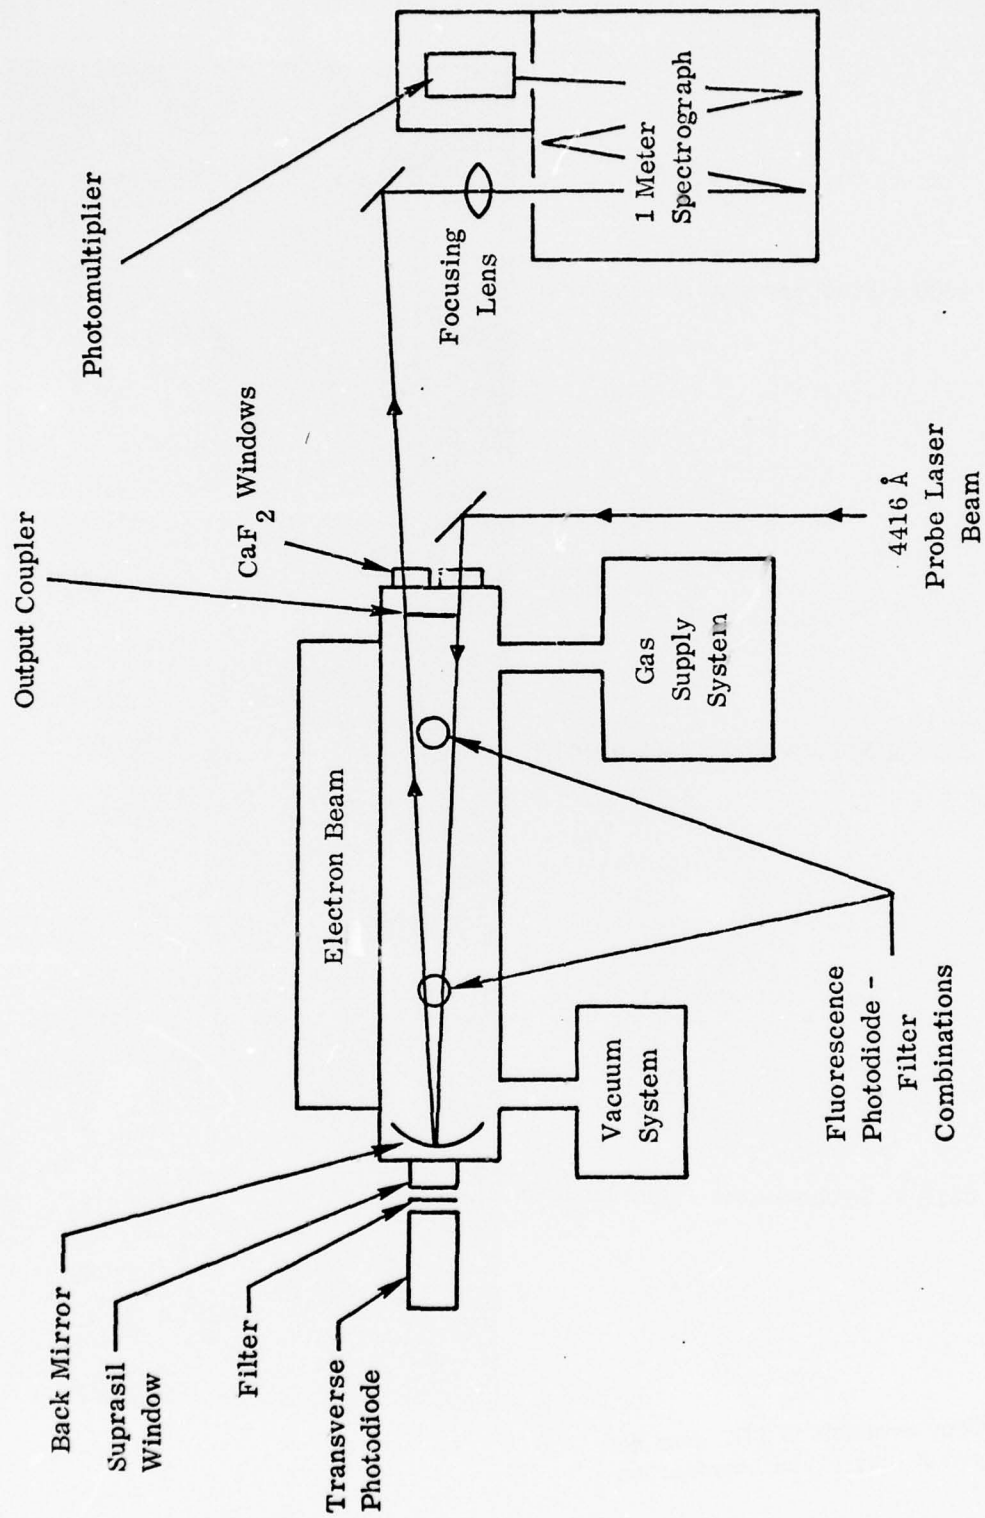 Back Mirror
Suprasil
Window
Filter
Transverse
Photodiode
Output Coupler
CaF2 Windows
Photomultiplier
Electron Beam
Focusing
Lens
1 Meter
Spectrograph
Vacuum
System
Gas
Supply
System
4416 Å
Probe Laser
Beam
Fluorescence
Photodiode -
Filter
Combinations